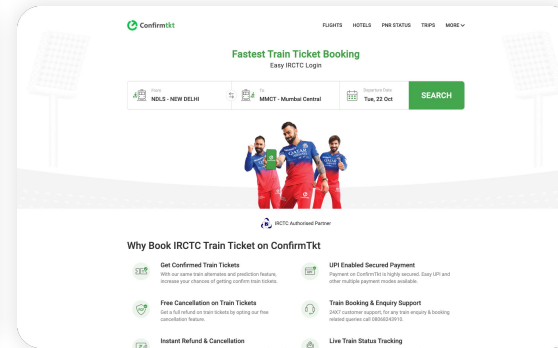 Confirmtkt
FLIGHTS HOTELS PNR STATUS TRIPS MORE
Fastest Train Ticket Booking
Easy IRCTC Login
From
NDLS - NEW DELHI
To
MMCT - Mumbai Central
Departure Date
Tue, 22 Oct
SEARCH
QATAR
QATAR
IRCTC Authorised Partner
Why Book IRCTC Train Ticket on ConfirmTkt
Get Confirmed Train Tickets
With our same train alternates and prediction feature,
increase your chances of getting confirm train tickets.
UPI Enabled Secured Payment
Payment on ConfirmTkt is highly secured. Easy UPI and
other multiple payment modes available.
Free Cancellation on Train Tickets
Get a full refund on train tickets by opting our free
cancellation feature.
Train Booking & Enquiry Support
24X7 customer support, for any train enquiry & booking
related queries call 08068243910.
Instant Refund & Cancellation
Live Train Status Tracking